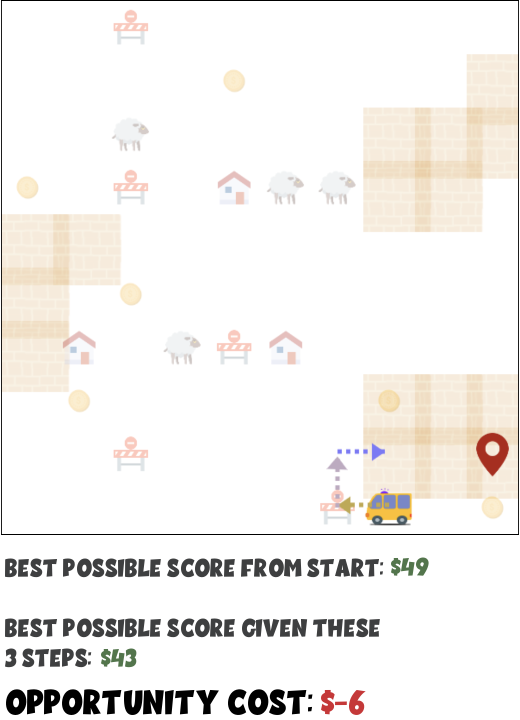 BEST POSSIBLE SCORE FROM START: $49
BEST POSSIBLE SCORE GIVEN THESE
3 STEPS: $43
OPPORTUNITY COST: $-6